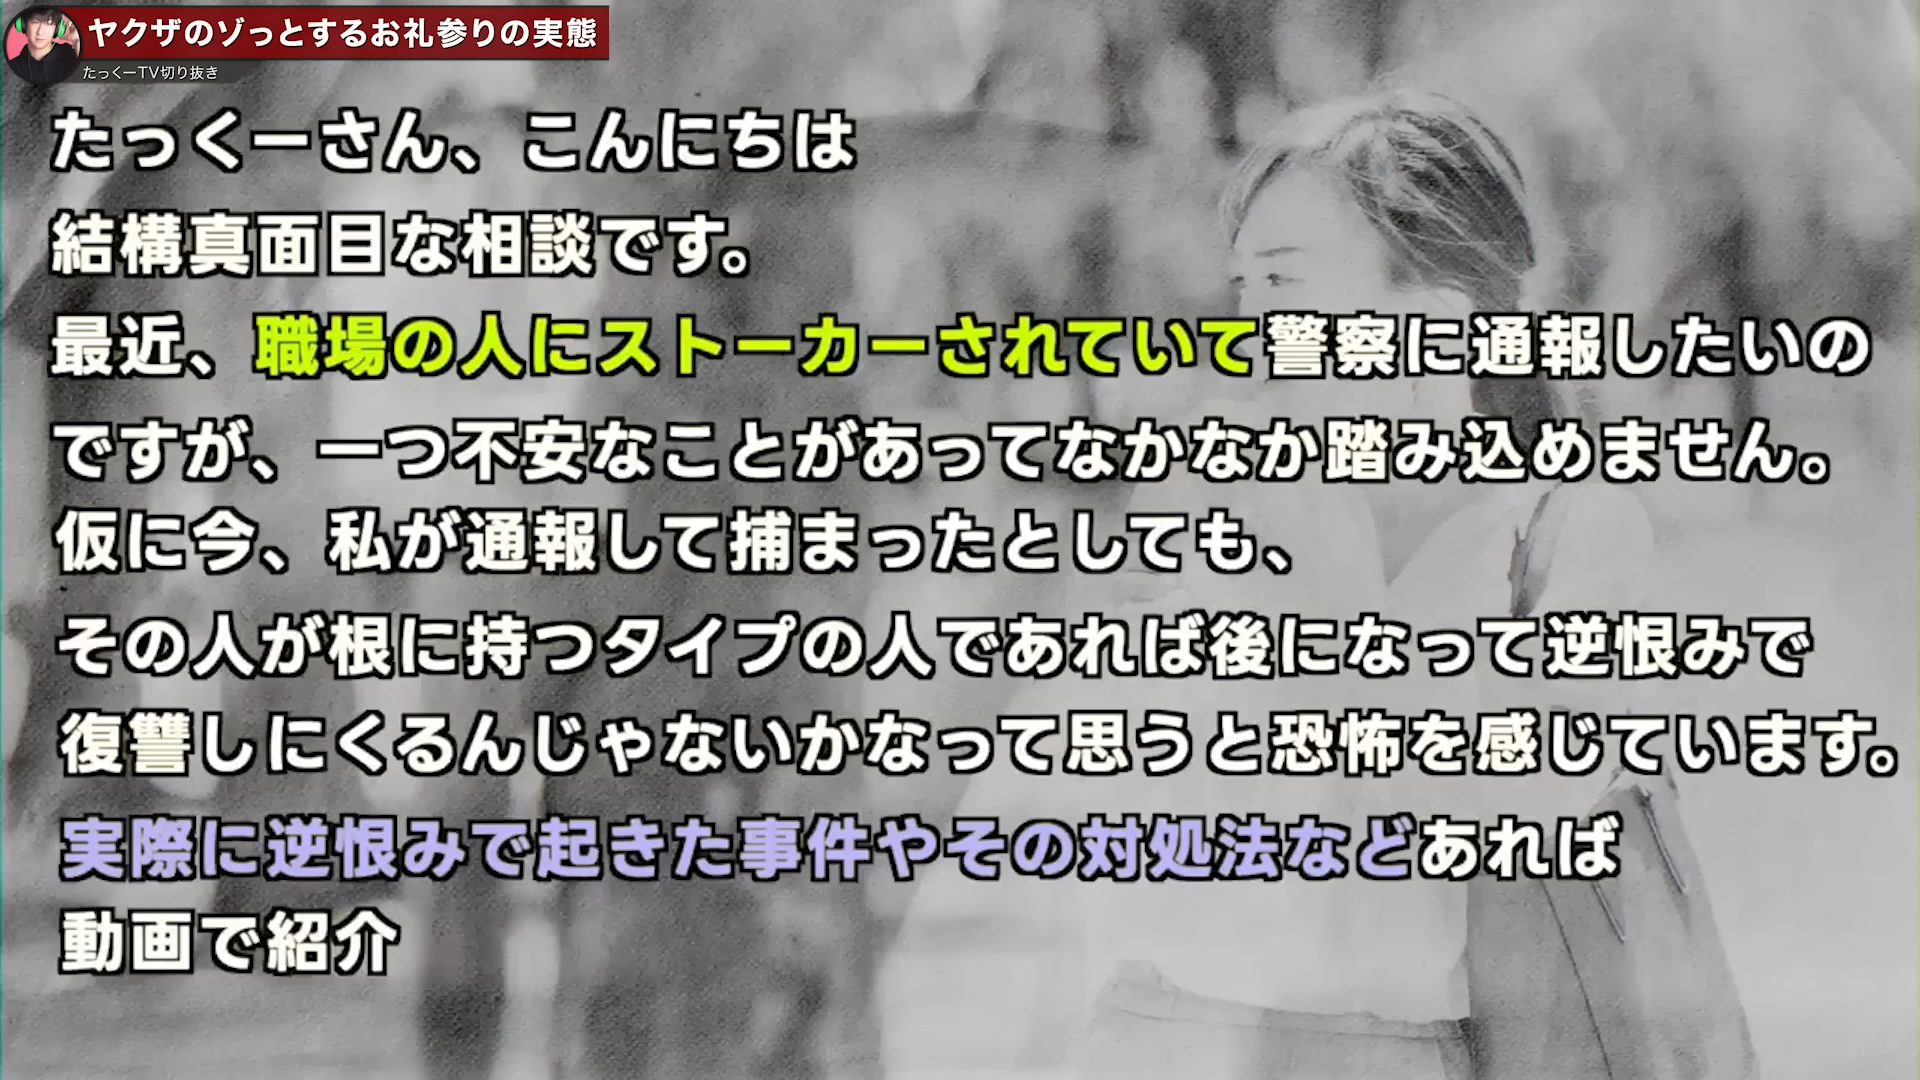 ヤクザのゾっとするお礼参りの実態
たっくーTV切り抜き
たっくーさん、こんにちは
結構真面目な相談です。
最近、職場の人にストーカーされていて警察に通報したいの
ですが、一つ不安なことがあってなかなか踏み込めません。
仮に今、私が通報して捕まったとしても、
その人が根に持つタイプの人であれば後になって逆恨みで
復讐しにくるんじゃないかなって思うと恐怖を感じています。
実際に逆恨みで起きた事件やその対処法などあれば
動画で紹介